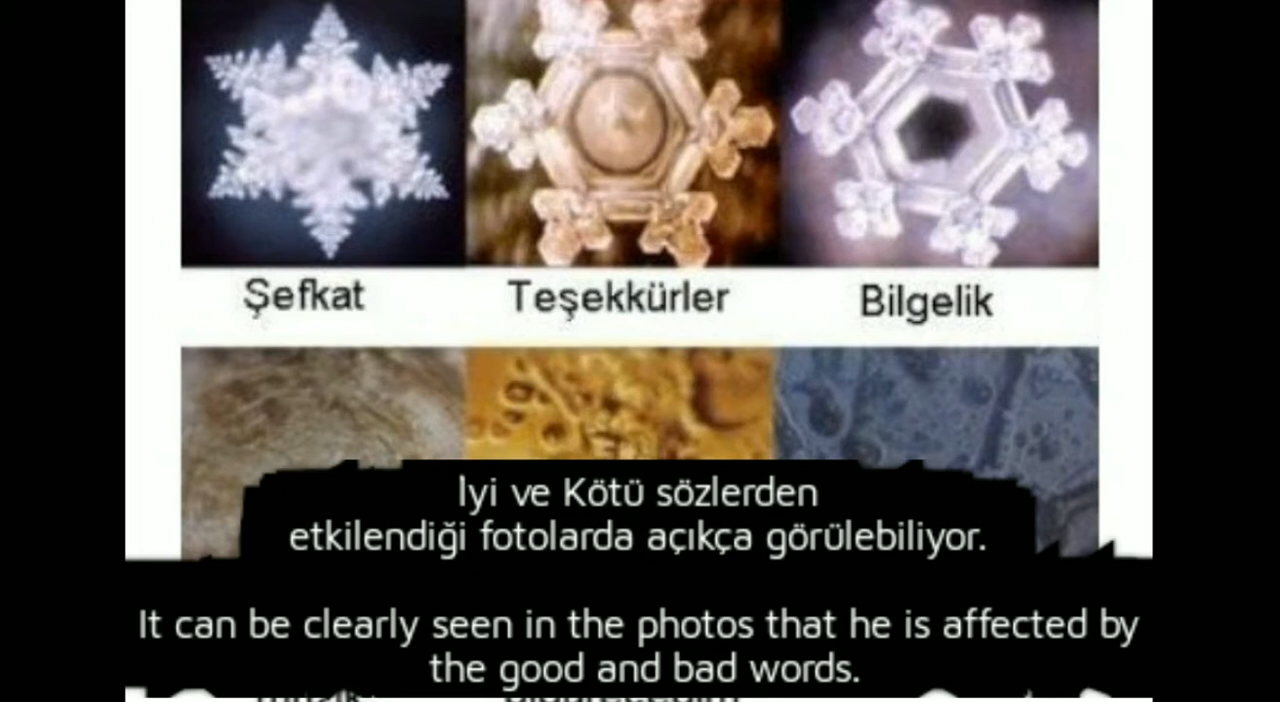 Şefkat
Teşekkürler
Bilgelik
İyi ve Kötü sözlerden
etkilendiği fotolarda açıkça görülebiliyor.
It can be clearly seen in the photos that he is affected by
the good and bad words.